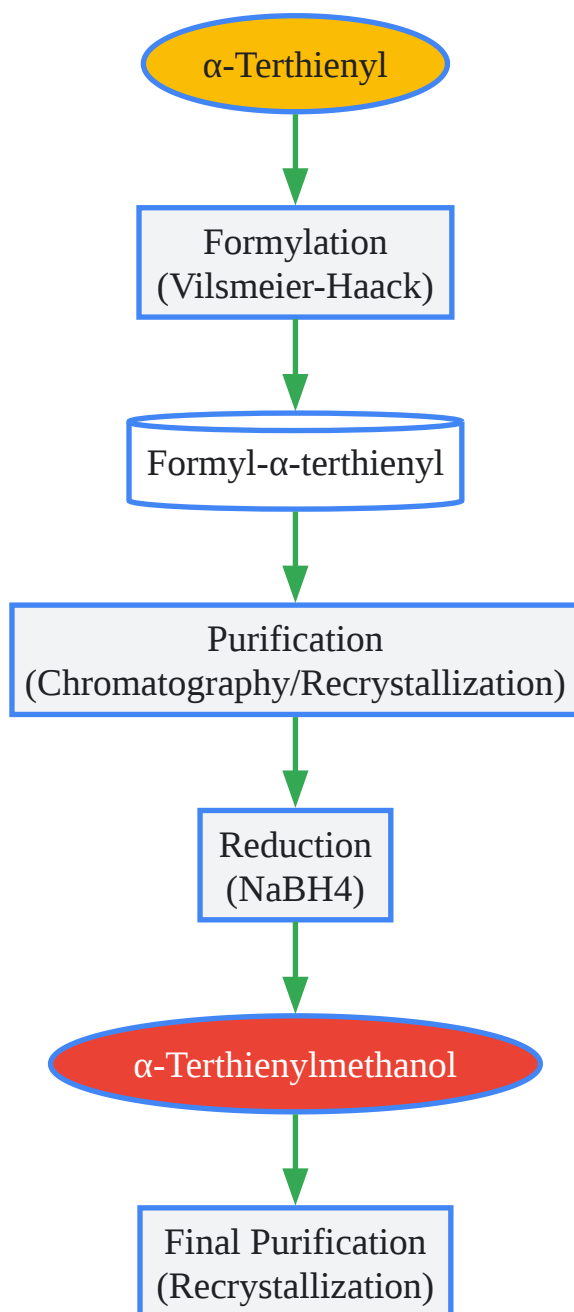 α-Terthienyl
Formylation
(Vilsmeier-Haack)
Formyl-α-terthienyl
Purification
(Chromatography/Recrystallization)
Reduction
(NaBH4)
α-Terthienylmethanol
Final Purification
(Recrystallization)